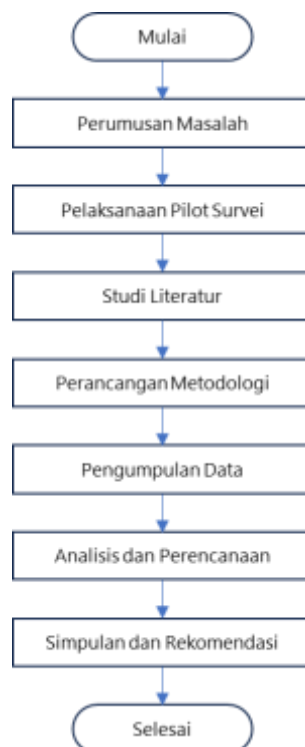 Mulai
Perumusan Masalah
Pelaksanaan Pilot Survei
Studi Literatur
Perancangan Metodologi
Pengumpulan Data
Analisis dan Perencanaan
Simpulan dan Rekomendasi
Selesai